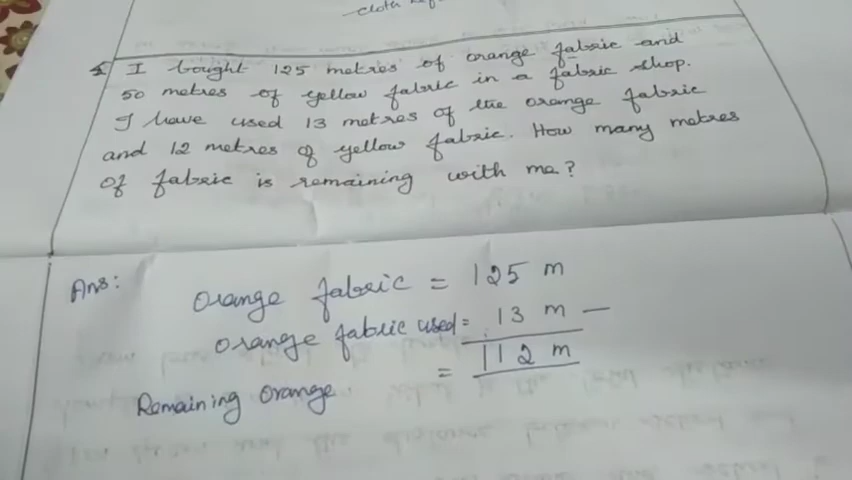 cloth
I bought 125 metres of orange fabric and
50 metres of yellow fabric in a fabric shop.
I have used 13 metres of the orange fabric
and 12 metres of yellow fabric. How many metres
of fabric is remaining with me?
Ans:
Orange fabric = 125 m
Orange fabric used = 13 m —
Remaining Orange = 112 m